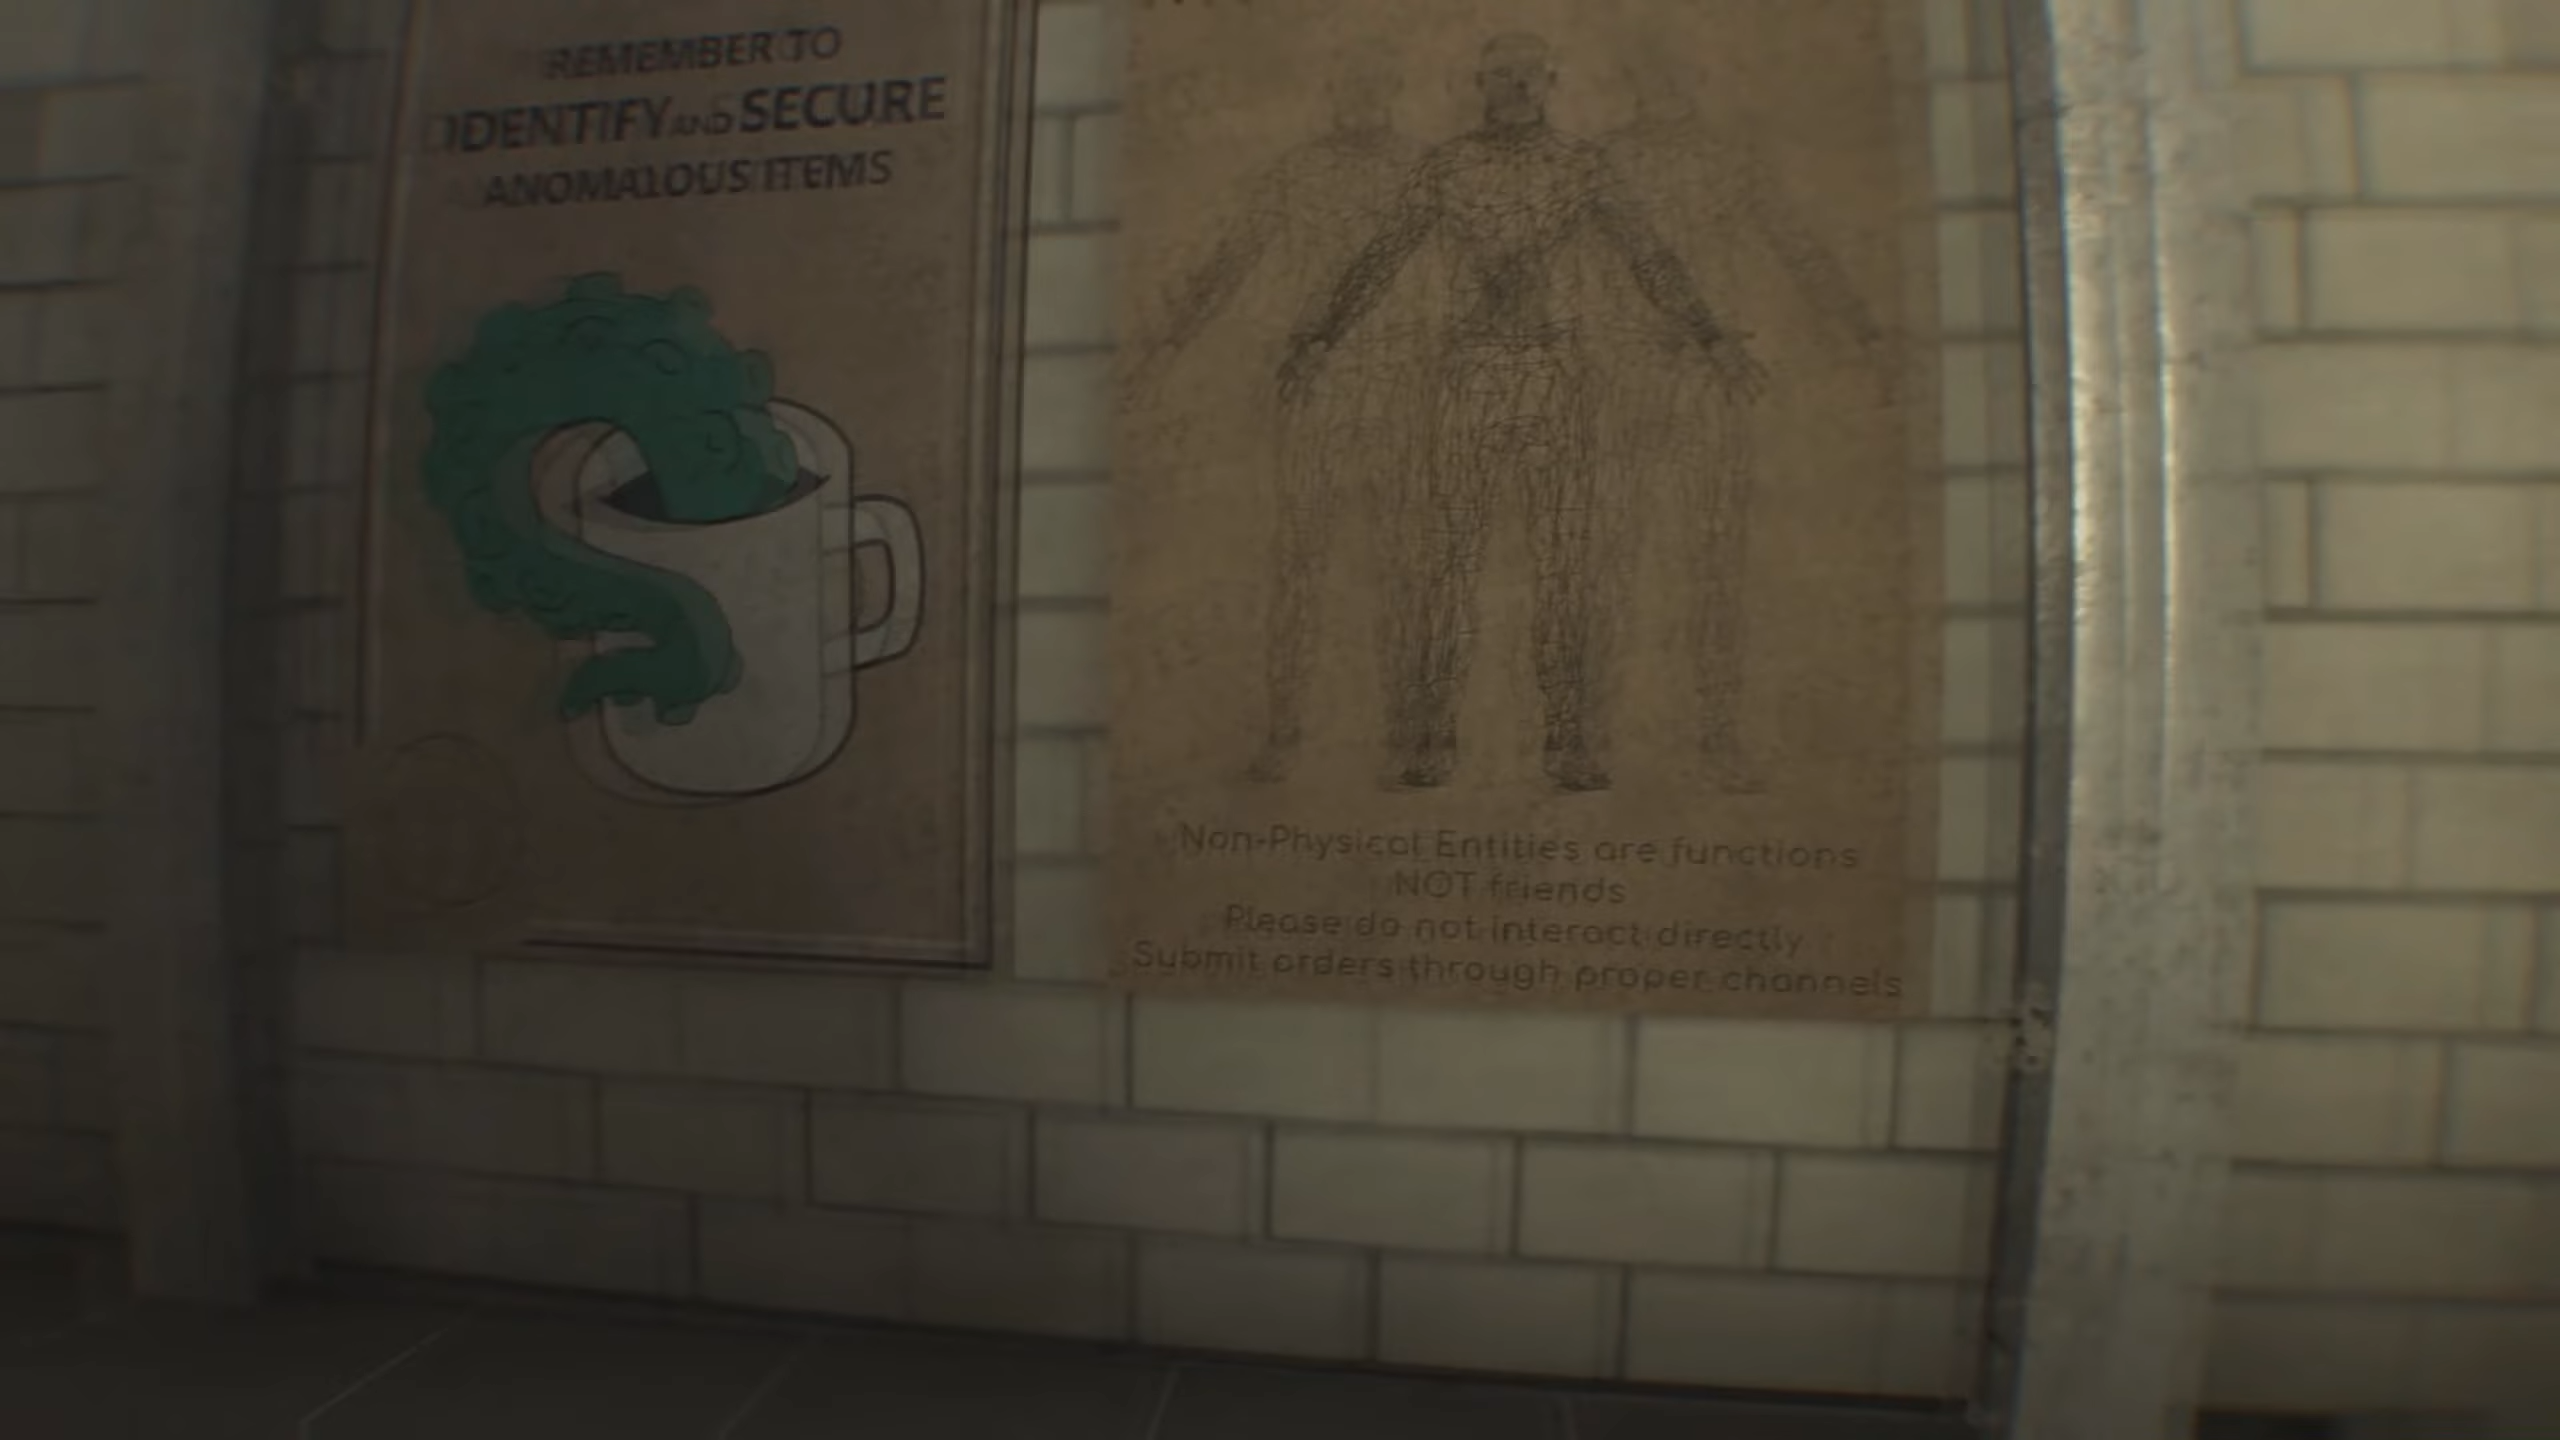 REMEMBER TO
IDENTIFY AND SECURE
ANOMALOUS ITEMS
Non-Physical Entities are functions
NOT friends
Please do not interact directly
Submit orders through proper channels